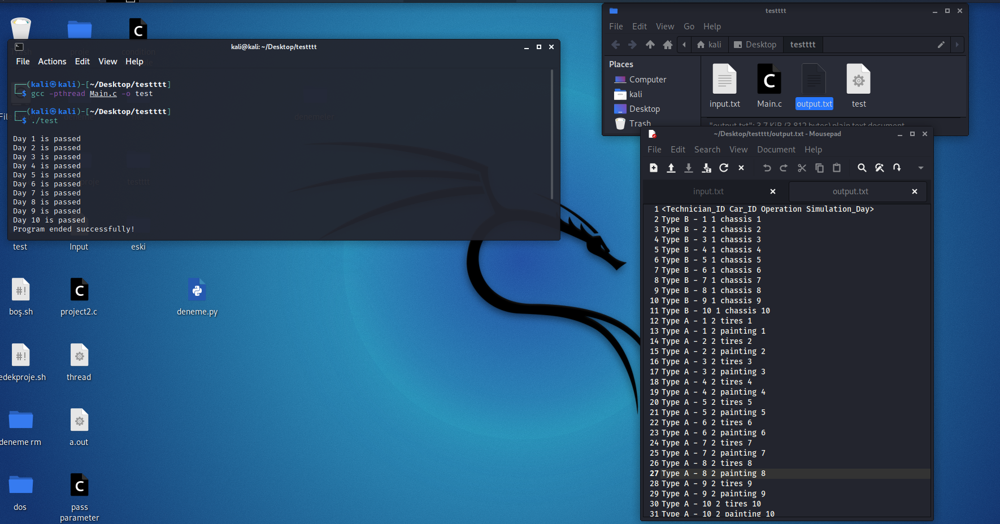 kali@kali: ~/Desktop/testttt
File Actions Edit View Help
┌──(kali㉿kali)-[~/Desktop/testttt]
└─$ gcc -pthread Main.c -o test
┌──(kali㉿kali)-[~/Desktop/testttt]
└─$ ./test
Day 1 is passed
Day 2 is passed
Day 3 is passed
Day 4 is passed
Day 5 is passed
Day 6 is passed
Day 7 is passed
Day 8 is passed
Day 9 is passed
Day 10 is passed
Program ended successfully!
test
Input
eski
boş.sh
project2.c
deneme.py
edekproje.sh
thread
deneme rm
a.out
dos
pass
parameter
testttt
File Edit View Go Help
kali Desktop testttt
Places
Computer
kali
Desktop
Trash
input.txt
Main.c
output.txt
test
"output.txt": 3.7 KiB (3,812 bytes) plain text document
~/Desktop/testttt/output.txt - Mousepad
File Edit Search View Document Help
input.txt
output.txt
1 <Technician_ID Car_ID Operation Simulation_Day>
2 Type B - 1 1 chassis 1
3 Type B - 2 1 chassis 2
4 Type B - 3 1 chassis 3
5 Type B - 4 1 chassis 4
6 Type B - 5 1 chassis 5
7 Type B - 6 1 chassis 6
8 Type B - 7 1 chassis 7
9 Type B - 8 1 chassis 8
10 Type B - 9 1 chassis 9
11 Type B - 10 1 chassis 10
12 Type A - 1 2 tires 1
13 Type A - 1 2 painting 1
14 Type A - 2 2 tires 2
15 Type A - 2 2 painting 2
16 Type A - 3 2 tires 3
17 Type A - 3 2 painting 3
18 Type A - 4 2 tires 4
19 Type A - 4 2 painting 4
20 Type A - 5 2 tires 5
21 Type A - 5 2 painting 5
22 Type A - 6 2 tires 6
23 Type A - 6 2 painting 6
24 Type A - 7 2 tires 7
25 Type A - 7 2 painting 7
26 Type A - 8 2 tires 8
27 Type A - 8 2 painting 8
28 Type A - 9 2 tires 9
29 Type A - 9 2 painting 9
30 Type A - 10 2 tires 10
31 Type A - 10 2 painting 10